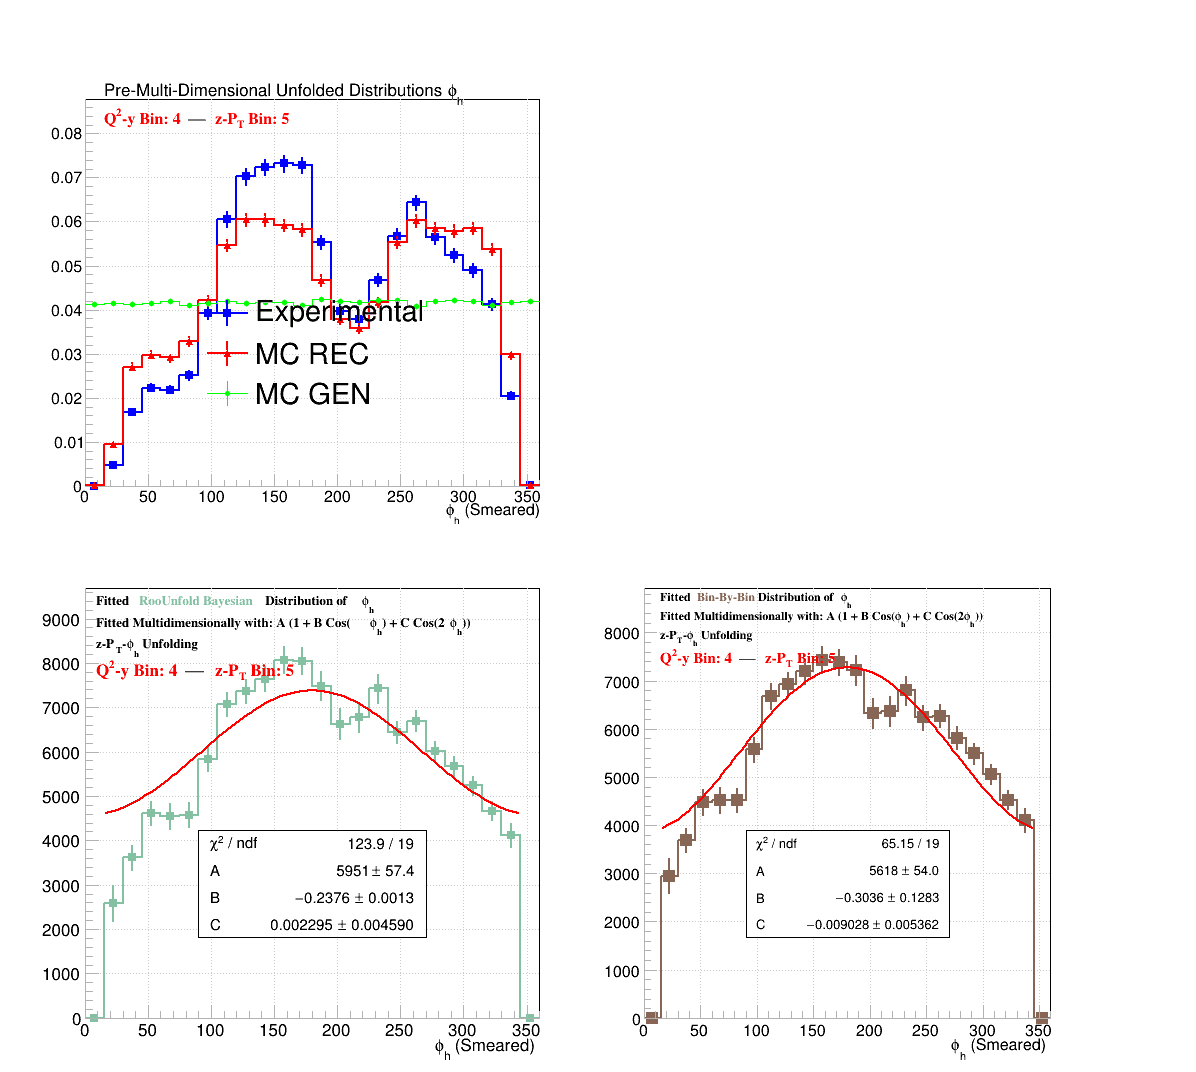 Pre-Multi-Dimensional Unfolded Distributions ϕh
Q²-y Bin: 4 — z-PT Bin: 5
0.08
0.07
0.06
0.05
0.04
0.03
0.02
0.01
0
Experimental
MC REC
MC GEN
0 50 100 150 200 250 300 350
ϕh (Smeared)
Fitted RooUnfold Bayesian Distribution of ϕh
Fitted Multidimensionally with: A (1 + B Cos( ϕh) + C Cos(2 ϕh))
z-PT-ϕh Unfolding
Q²-y Bin: 4 — z-PT Bin: 5
9000
8000
7000
6000
5000
4000
3000
2000
1000
0
χ² / ndf 123.9 / 19
A 5951 ± 57.4
B −0.2376 ± 0.0013
C 0.002295 ± 0.004590
0 50 100 150 200 250 300 350
ϕh (Smeared)
Fitted Bin-By-Bin Distribution of ϕh
Fitted Multidimensionally with: A (1 + B Cos(ϕh) + C Cos(2ϕh))
z-PT-ϕh Unfolding
Q²-y Bin: 4 — z-PT Bin: 5
8000
7000
6000
5000
4000
3000
2000
1000
0
χ² / ndf 65.15 / 19
A 5618 ± 54.0
B −0.3036 ± 0.1283
C −0.009028 ± 0.005362
0 50 100 150 200 250 300 350
ϕh (Smeared)